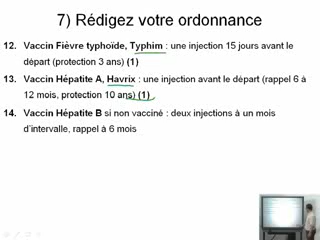 7) Rédigez votre ordonnance
12. Vaccin Fièvre typhoïde, Typhim : une injection 15 jours avant le
départ (protection 3 ans) (1)
13. Vaccin Hépatite A, Havrix : une injection avant le départ (rappel 6 à
12 mois, protection 10 ans) (1)
14. Vaccin Hépatite B si non vacciné : deux injections à un mois
d'intervalle, rappel à 6 mois